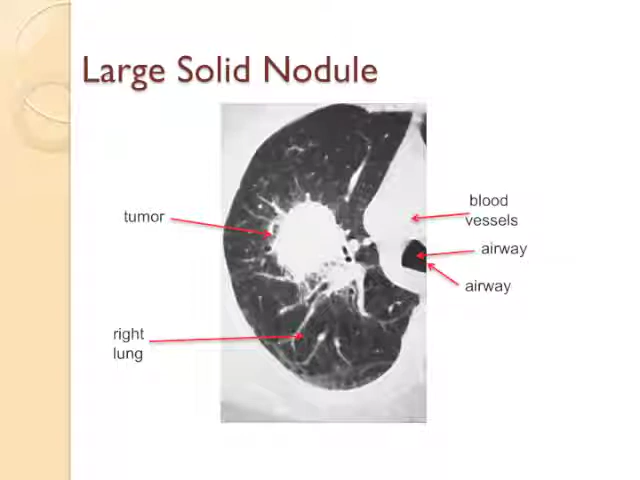 Large Solid Nodule
tumor
blood
vessels
airway
airway
right
lung